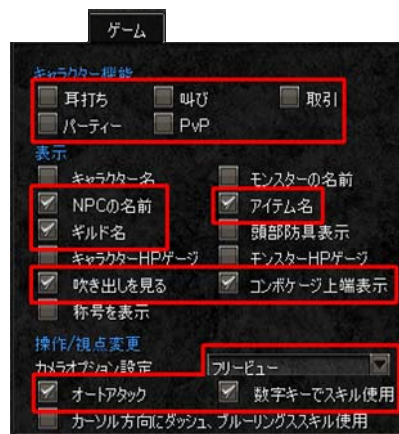 ゲーム
キャラクター機能
耳打ち 叫び 取引
パーティー PvP
表示
キャラクター名 モンスターの名前
NPCの名前 アイテム名
ギルド名 頭部防具表示
キャラクターHPゲージ モンスターHPゲージ
吹き出しを見る コンボゲージ上端表示
称号を表示
操作/視点変更
カメラオプション設定 フリービュー
オートアタック 数字キーでスキル使用
カーソル方向にダッシュ、ブルーリングススキル使用